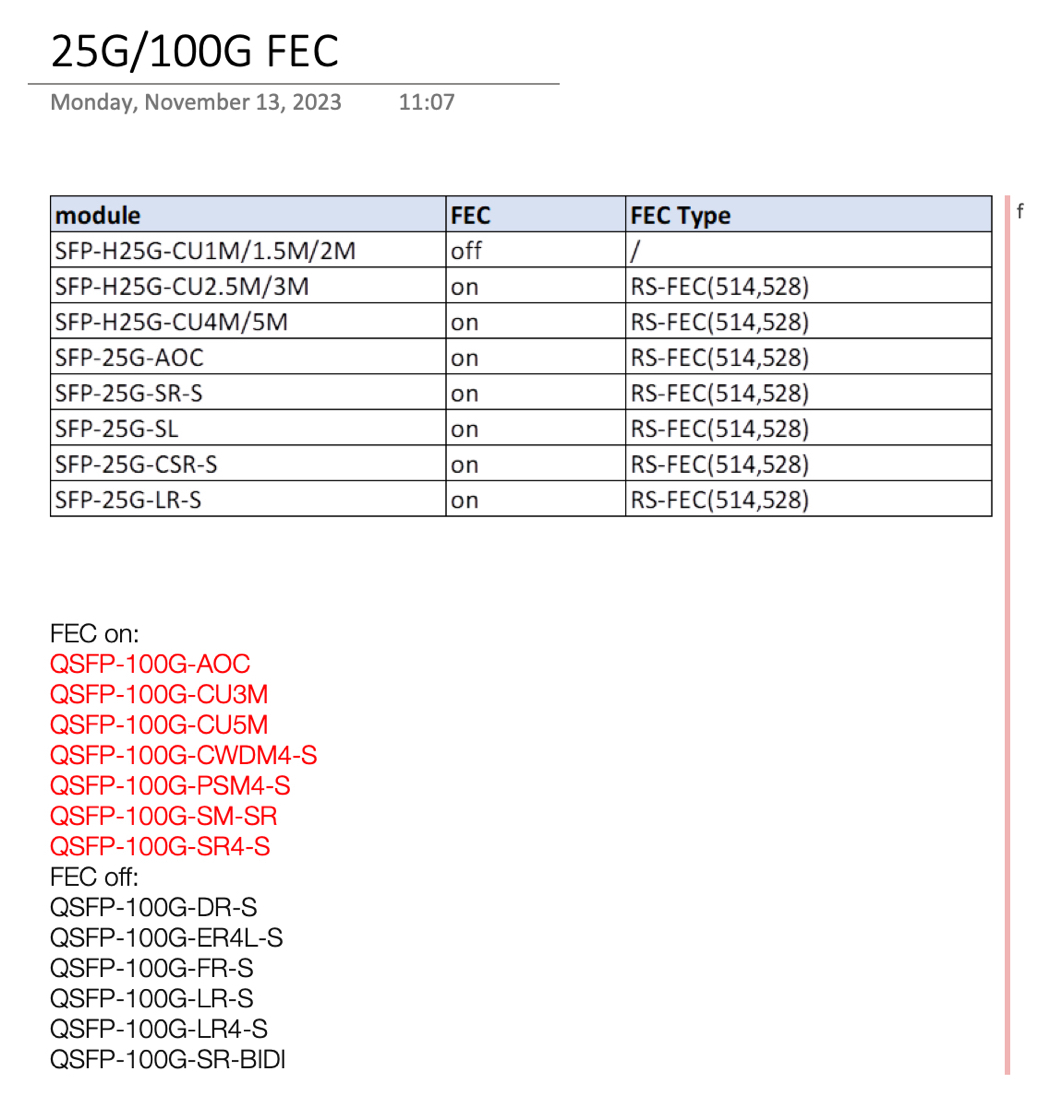 25G/100G FEC
Monday, November 13, 2023 11:07
module FEC FEC Type
f
SFP-H25G-CU1M/1.5M/2M off /
SFP-H25G-CU2.5M/3M on RS-FEC(514,528)
SFP-H25G-CU4M/5M on RS-FEC(514,528)
SFP-25G-AOC on RS-FEC(514,528)
SFP-25G-SR-S on RS-FEC(514,528)
SFP-25G-SL on RS-FEC(514,528)
SFP-25G-CSR-S on RS-FEC(514,528)
SFP-25G-LR-S on RS-FEC(514,528)
FEC on:
QSFP-100G-AOC
QSFP-100G-CU3M
QSFP-100G-CU5M
QSFP-100G-CWDM4-S
QSFP-100G-PSM4-S
QSFP-100G-SM-SR
QSFP-100G-SR4-S
FEC off:
QSFP-100G-DR-S
QSFP-100G-ER4L-S
QSFP-100G-FR-S
QSFP-100G-LR-S
QSFP-100G-LR4-S
QSFP-100G-SR-BIDI